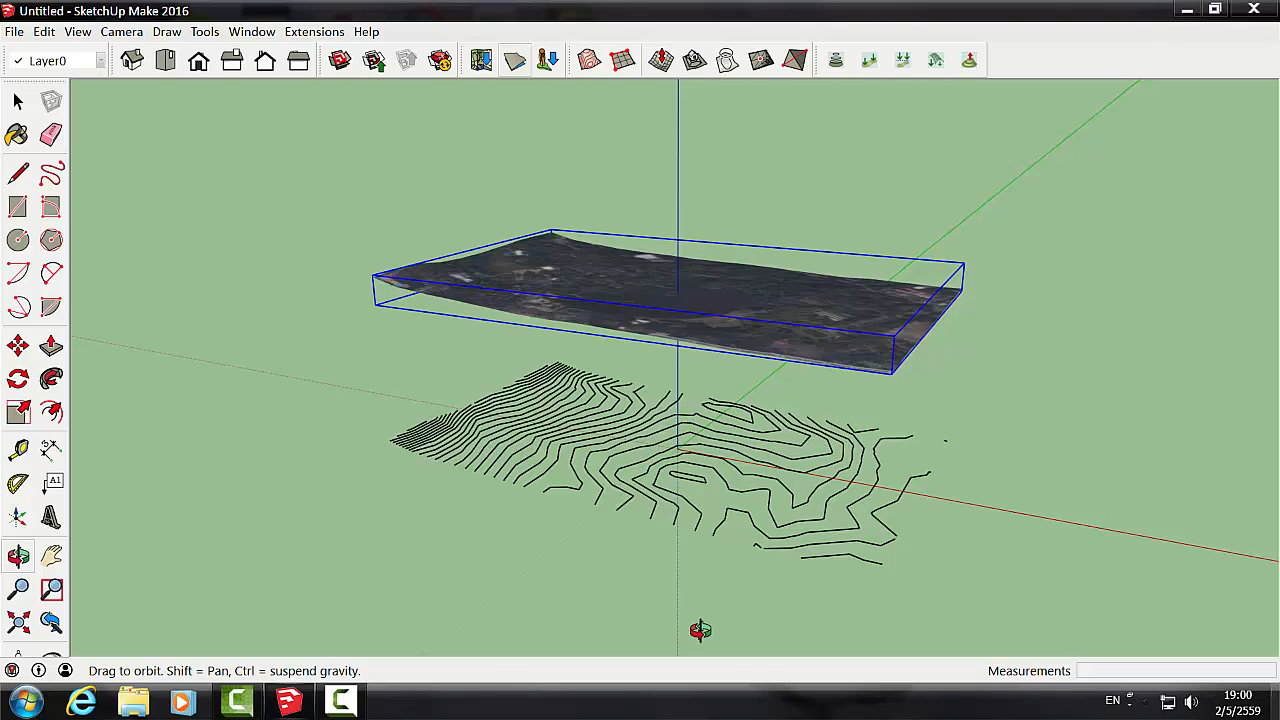 Untitled - SketchUp Make 2016
File Edit View Camera Draw Tools Window Extensions Help
Layer0
A1
Drag to orbit. Shift = Pan, Ctrl = suspend gravity.
Measurements
EN
19:00
2/5/2559